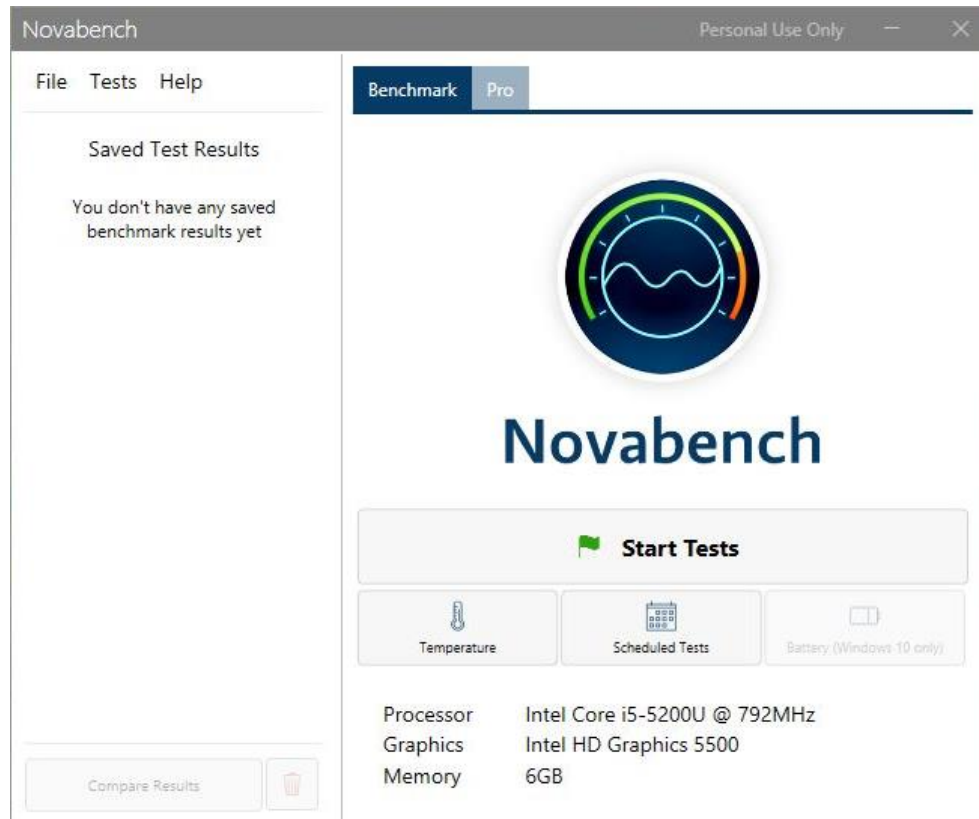 Novabench
Personal Use Only
File Tests Help
Saved Test Results
You don't have any saved
benchmark results yet
Compare Results
Benchmark Pro
Novabench
Start Tests
Temperature
Scheduled Tests
Battery (Windows 10 only)
Processor Intel Core i5-5200U @ 792MHz
Graphics Intel HD Graphics 5500
Memory 6GB